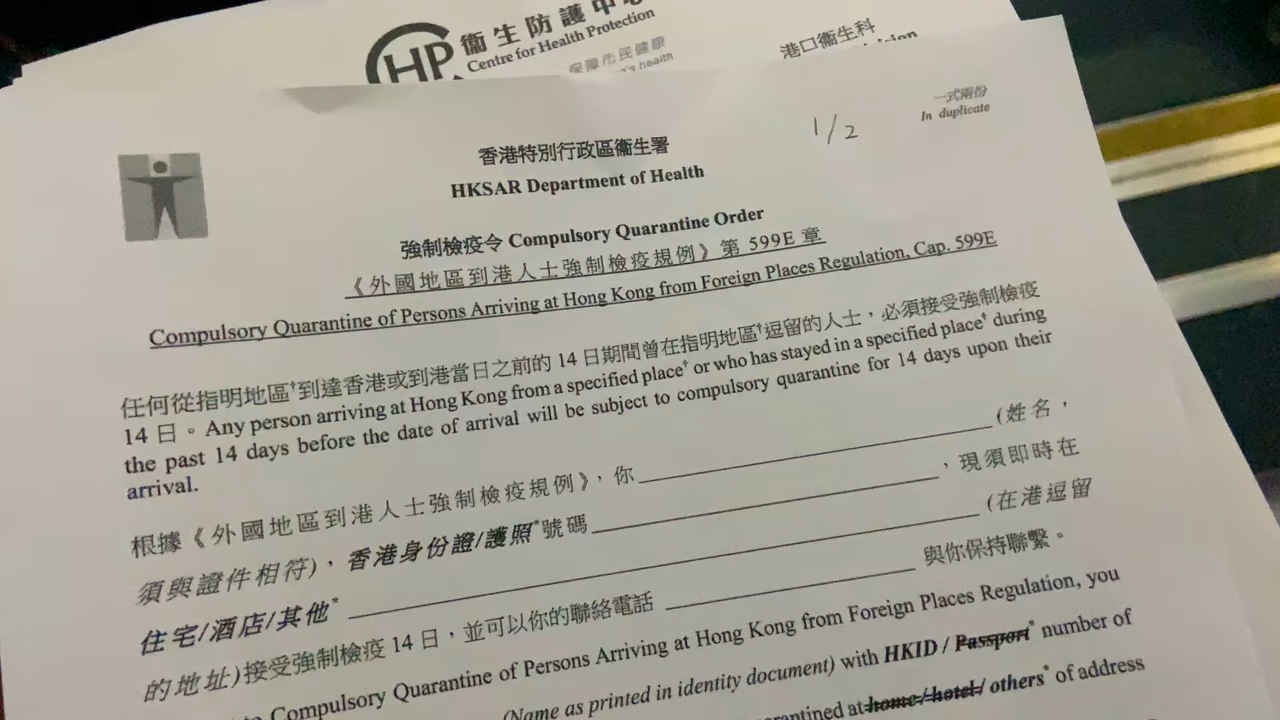 CHP 衞生防護中心
Centre for Health Protection
保障市民健康
's health
港口衞生科
一式兩份
In duplicate
1/2
香港特別行政區衞生署
HKSAR Department of Health
強制檢疫令 Compulsory Quarantine Order
《外國地區到港人士強制檢疫規例》第 599E 章
Compulsory Quarantine of Persons Arriving at Hong Kong from Foreign Places Regulation, Cap. 599E
任何從指明地區†到達香港或到港當日之前的 14 日期間曾在指明地區†逗留的人士，必須接受強制檢疫
14 日。Any person arriving at Hong Kong from a specified place† or who has stayed in a specified place† during
the past 14 days before the date of arrival will be subject to compulsory quarantine for 14 days upon their
arrival.
根據《外國地區到港人士強制檢疫規例》，你 (姓名，
須與證件相符)，香港身份證/護照*號碼 ，現須即時在
住宅/酒店/其他* (在港逗留
的地址)接受強制檢疫 14 日，並可以你的聯絡電話 與你保持聯繫。
Compulsory Quarantine of Persons Arriving at Hong Kong from Foreign Places Regulation, you
(Name as printed in identity document) with HKID / Passport* number of
at home / hotel / others* of address